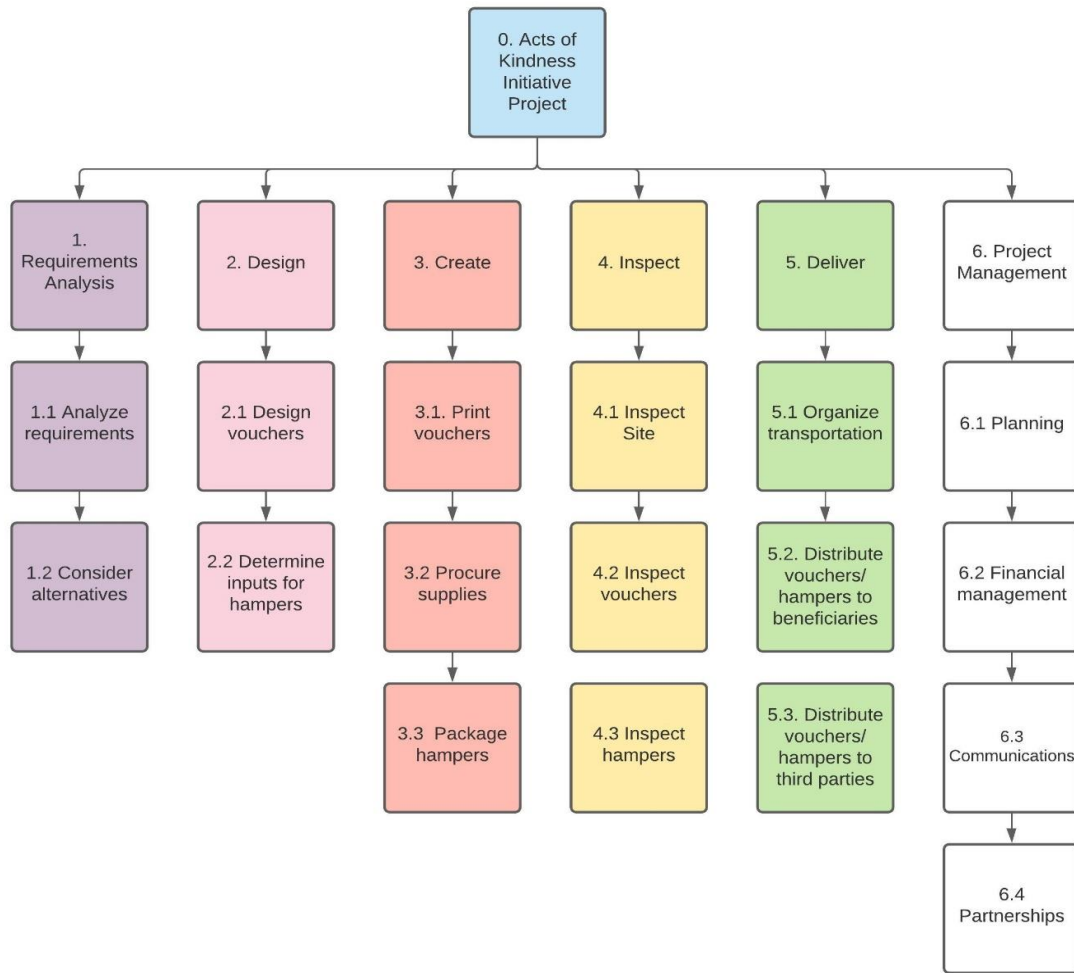 0. Acts of
Kindness
Initiative
Project
1.
Requirements
Analysis
2. Design
3. Create
4. Inspect
5. Deliver
6. Project
Management
1.1 Analyze
requirements
2.1 Design
vouchers
3.1. Print
vouchers
4.1 Inspect
Site
5.1 Organize
transportation
6.1 Planning
1.2 Consider
alternatives
2.2 Determine
inputs for
hampers
3.2 Procure
supplies
4.2 Inspect
vouchers
5.2. Distribute
vouchers/
hampers to
beneficiaries
6.2 Financial
management
3.3 Package
hampers
4.3 Inspect
hampers
5.3. Distribute
vouchers/
hampers to
third parties
6.3
Communications
6.4
Partnerships